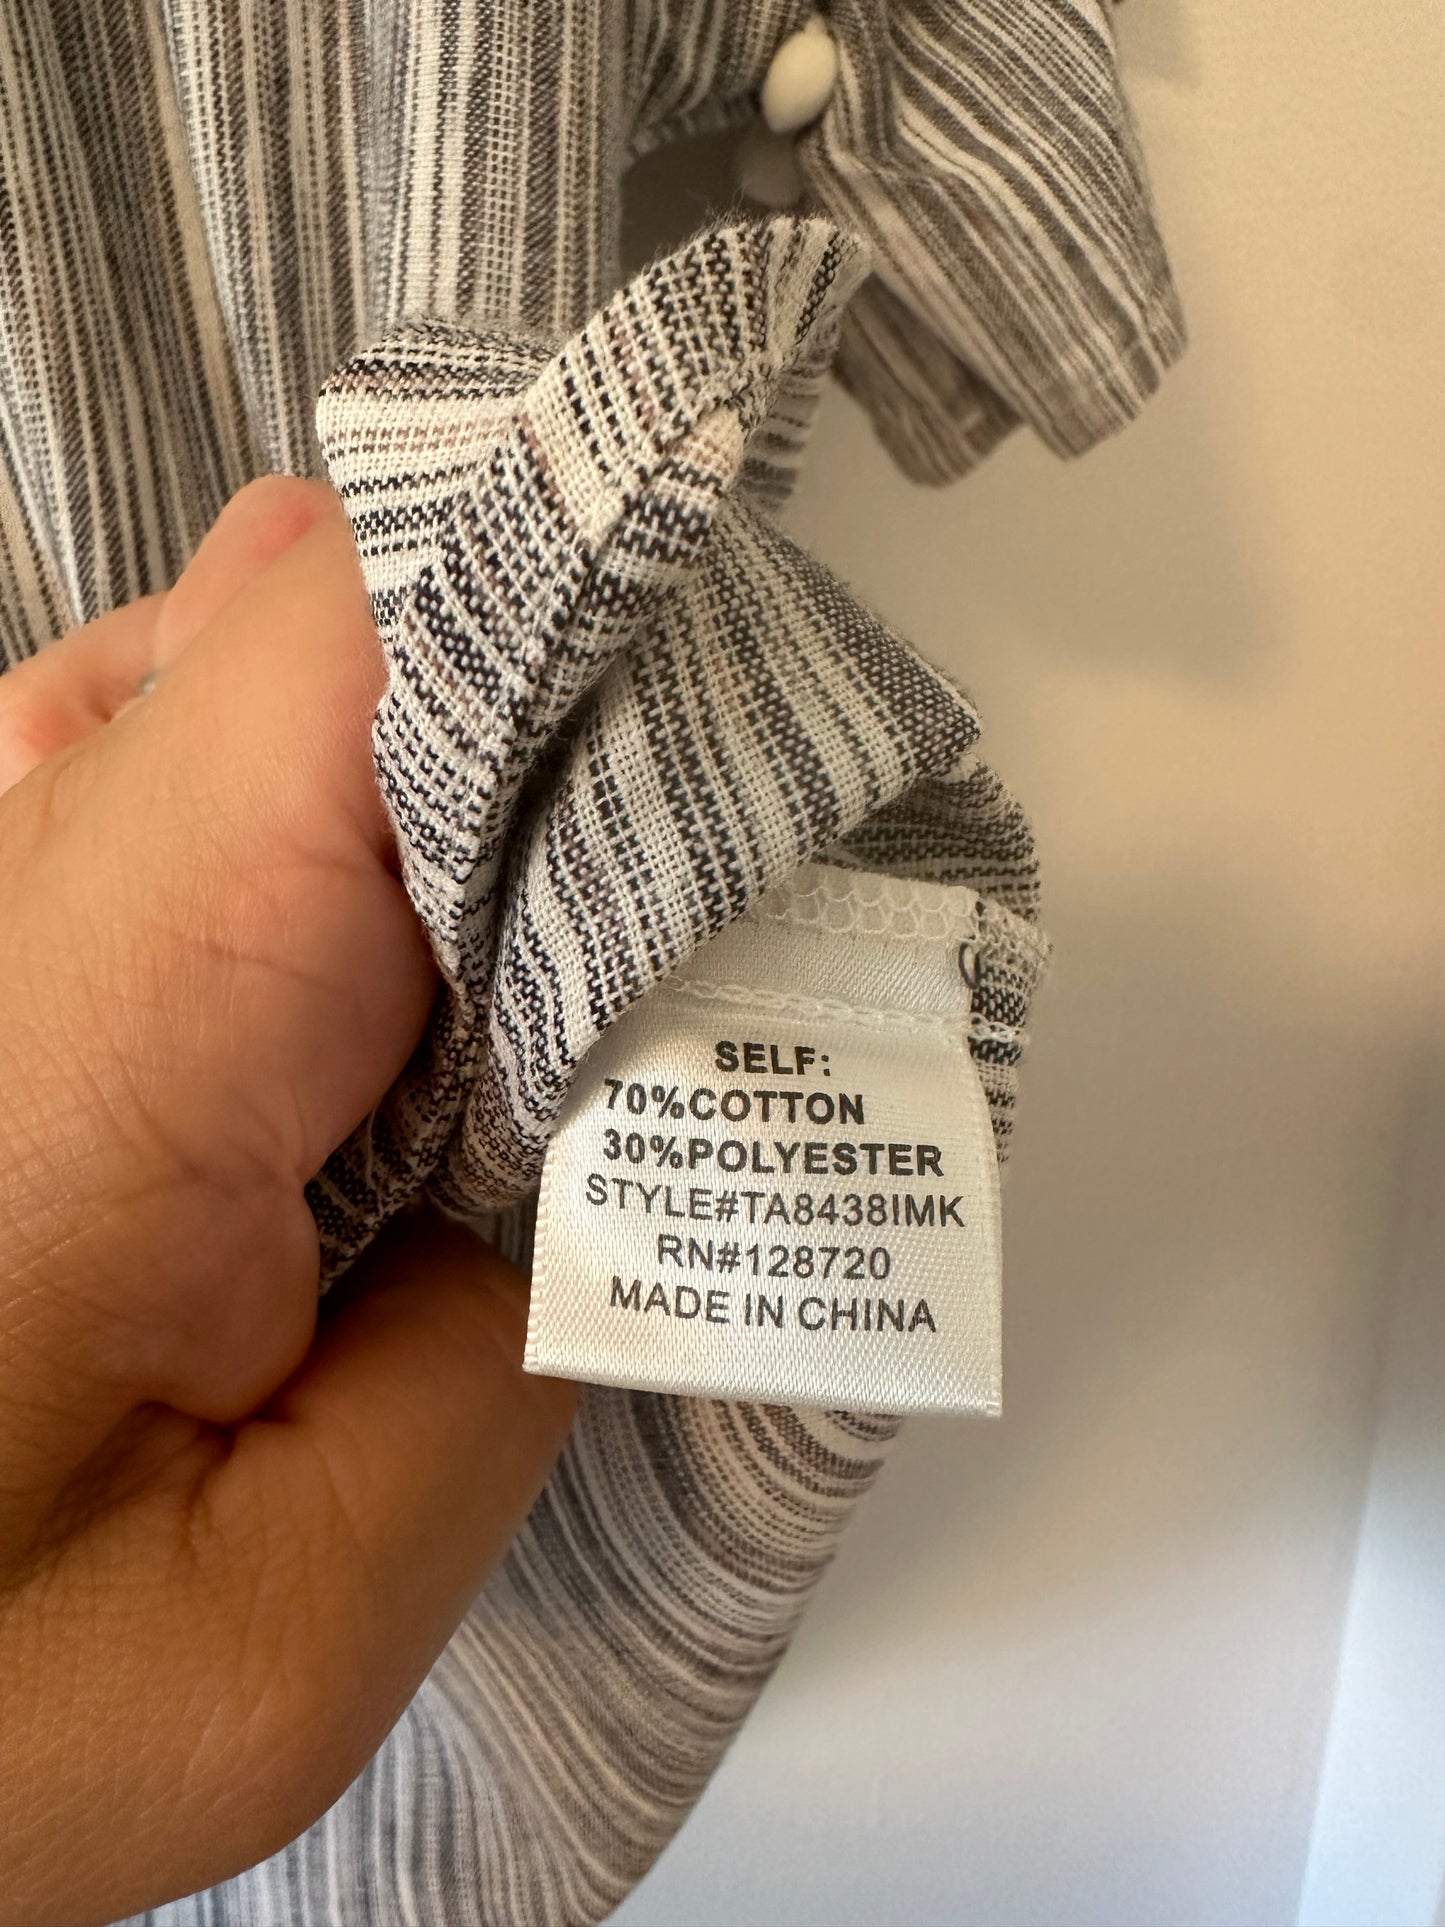 SELF:
70%COTTON
30%POLYESTER
STYLE#TA8438IMK
RN#128720
MADE IN CHINA